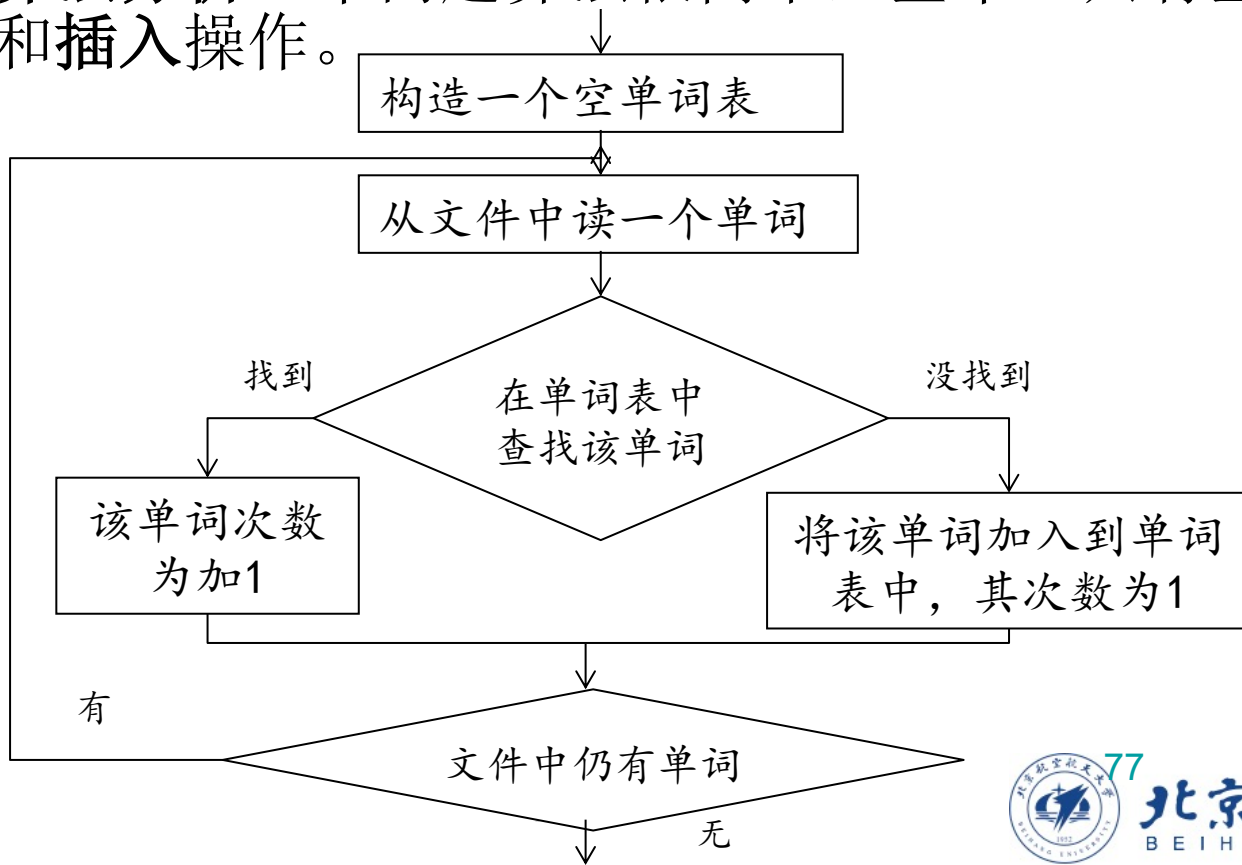 和插入操作。
构造一个空单词表
从文件中读一个单词
找到
没找到
在单词表中
查找该单词
该单词次数
为加1
将该单词加入到单词
表中，其次数为1
有
文件中仍有单词
无
77
北京
BEIH